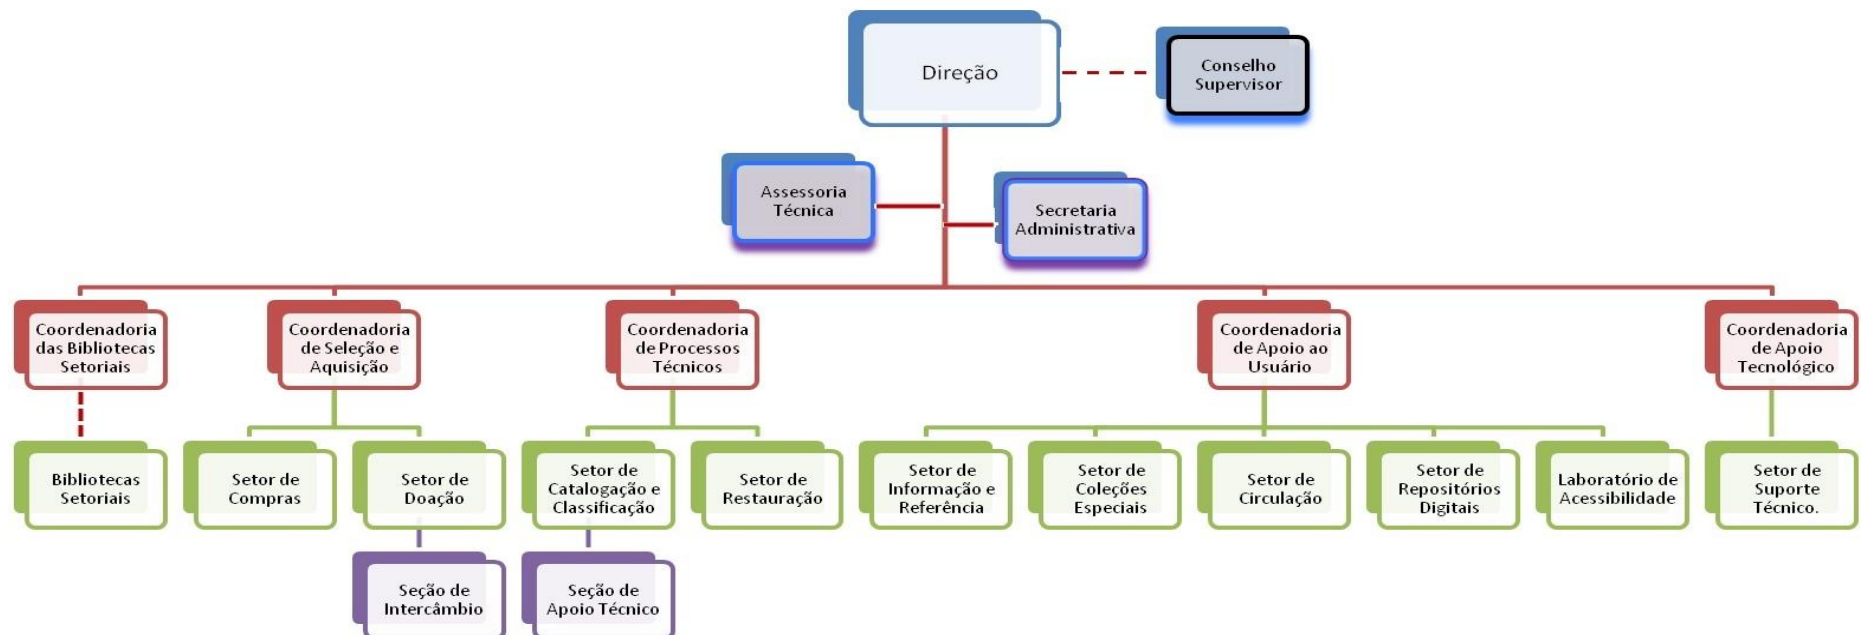 Direção
Conselho
Supervisor
Assessoria
Técnica
Secretaria
Administrativa
Coordenadoria
das Bibliotecas
Setoriais
Coordenadoria
de Seleção e
Aquisição
Coordenadoria
de Processos
Técnicos
Coordenadoria
de Apoio ao
Usuário
Coordenadoria
de Apoio
Tecnológico
Bibliotecas
Setoriais
Setor de
Compras
Setor de
Doação
Setor de
Catalogação e
Classificação
Setor de
Restauração
Setor de
Informação e
Referência
Setor de
Coleções
Especiais
Setor de
Circulação
Setor de
Repositórios
Digitais
Laboratório de
Acessibilidade
Setor de
Suporte
Técnico.
Seção de
Intercâmbio
Seção de
Apoio Técnico